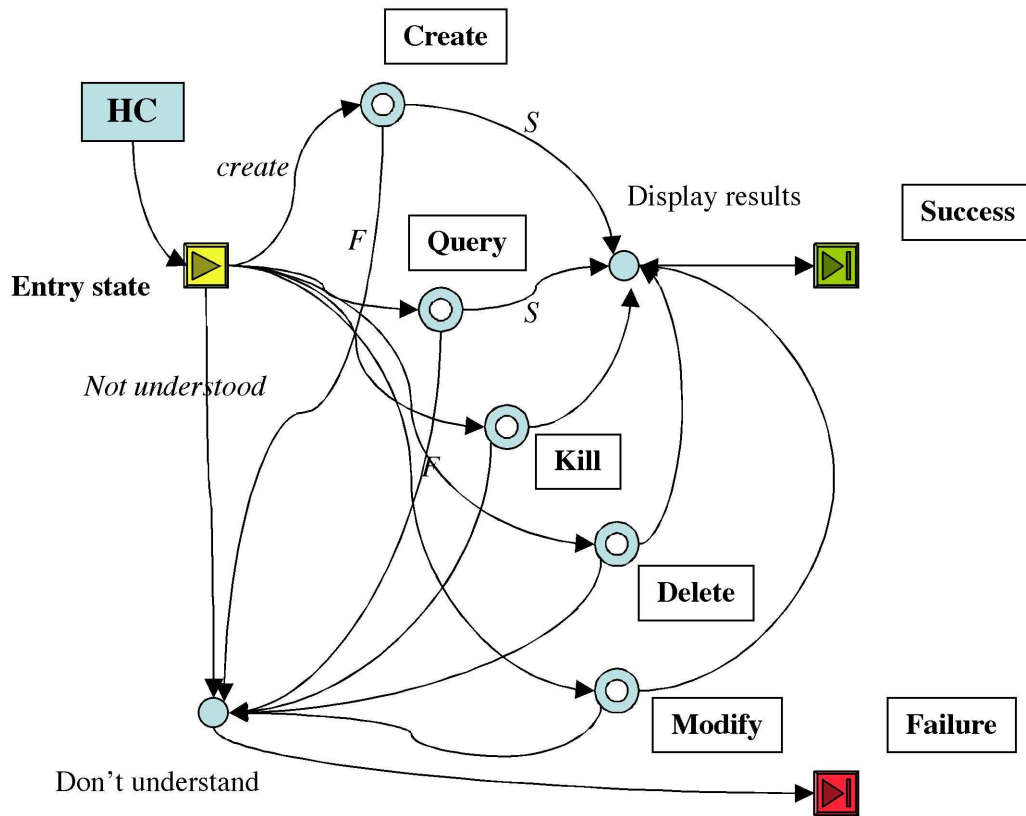 Create
HC
S
create
Display results
Success
F
Query
Entry state
S
Not understood
Kill
F
Delete
Modify
Failure
Don't understand